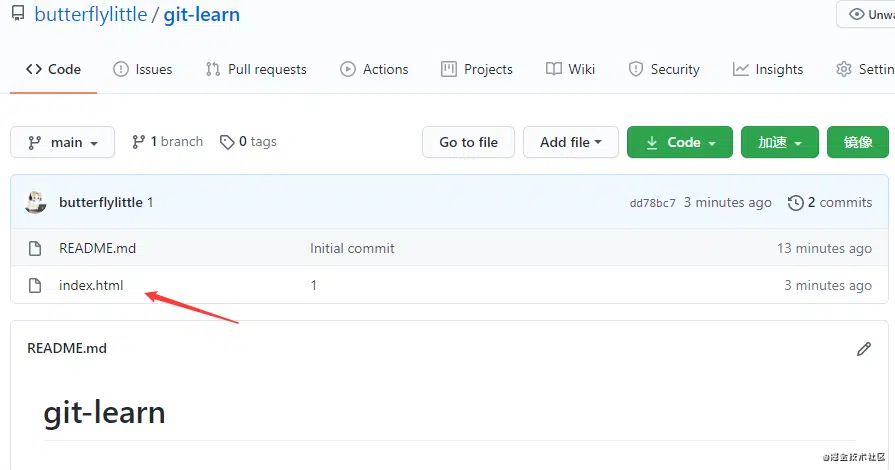 butterflylittle / git-learn
Unwa
Code Issues Pull requests Actions Projects Wiki Security Insights Settin
main 1 branch 0 tags Go to file Add file Code 加速 镜像
butterflylittle 1 dd78bc7 3 minutes ago 2 commits
README.md Initial commit 13 minutes ago
index.html 1 3 minutes ago
README.md
git-learn
@掘金技术社区